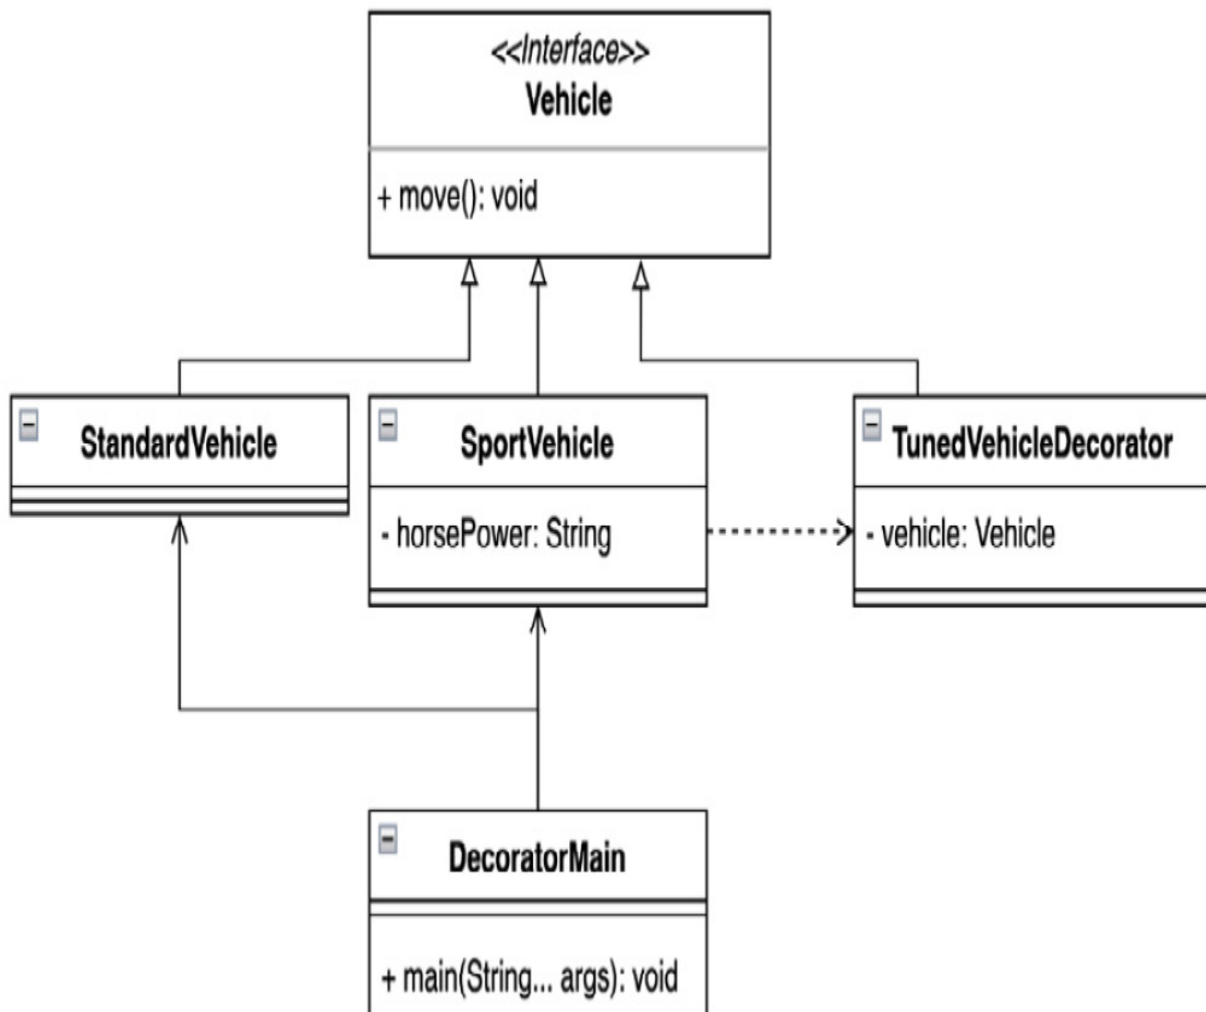 <<Interface>>
Vehicle
+ move(): void
StandardVehicle
SportVehicle
TunedVehicleDecorator
- horsePower: String
- vehicle: Vehicle
DecoratorMain
+ main(String... args): void